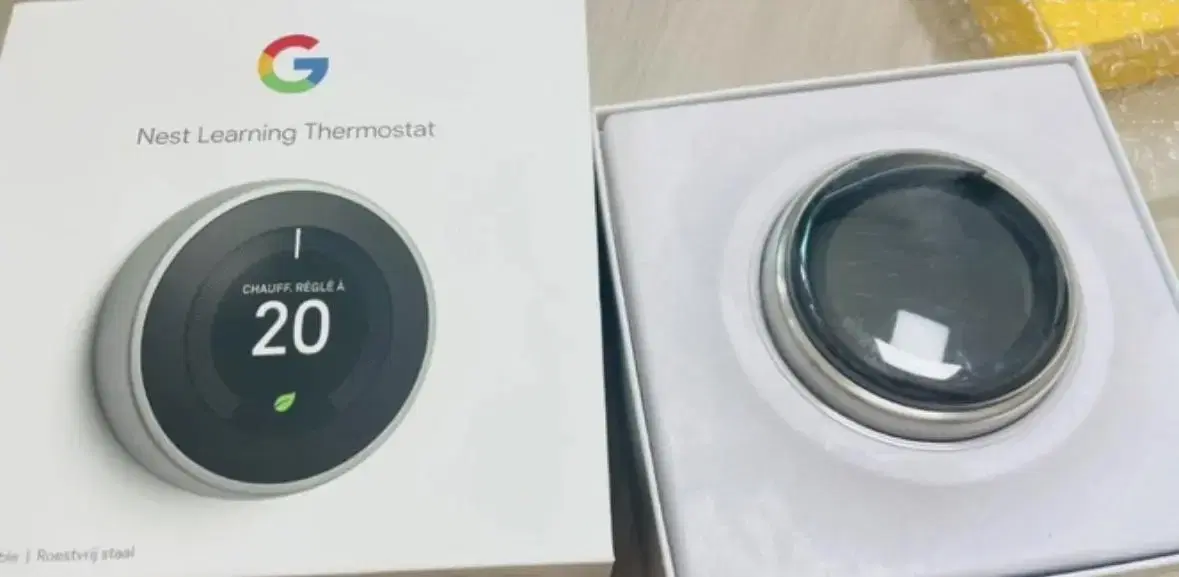 Nest Learning Thermostat
CHAUFF. RÉGLÉ À
20
| Roestvrij staal